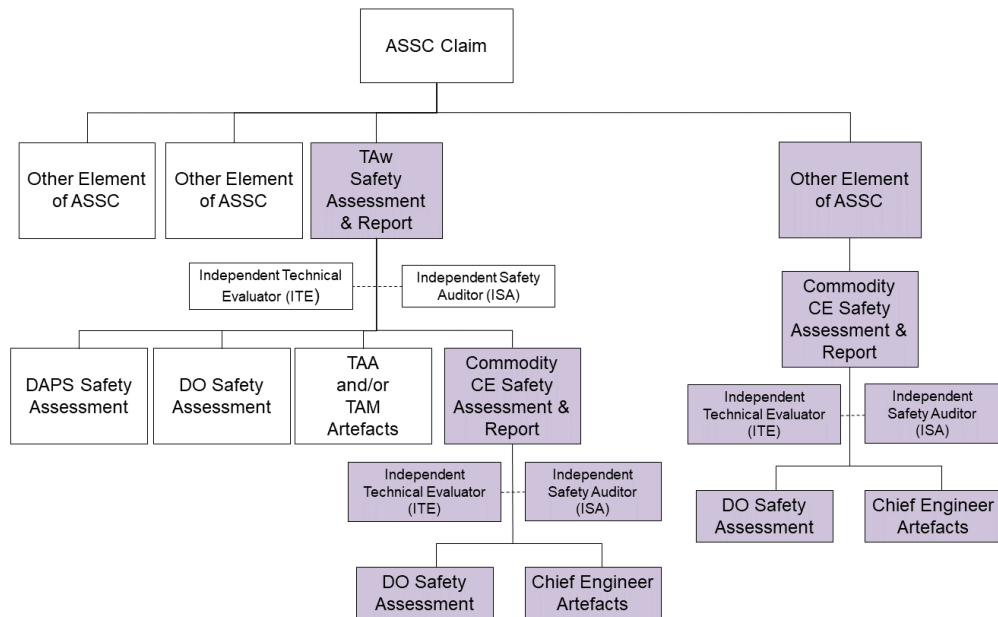 ASSC Claim
Other Element
of ASSC
Other Element
of ASSC
TAw
Safety
Assessment
& Report
Other Element
of ASSC
Independent Technical
Evaluator (ITE)
Independent Safety
Auditor (ISA)
Commodity
CE Safety
Assessment &
Report
DAPS Safety
Assessment
DO Safety
Assessment
TAA
and/or
TAM
Artefacts
Commodity
CE Safety
Assessment &
Report
Independent
Technical Evaluator
(ITE)
Independent
Safety Auditor
(ISA)
Independent
Technical Evaluator
(ITE)
Independent
Safety Auditor
(ISA)
DO Safety
Assessment
Chief Engineer
Artefacts
DO Safety
Assessment
Chief Engineer
Artefacts